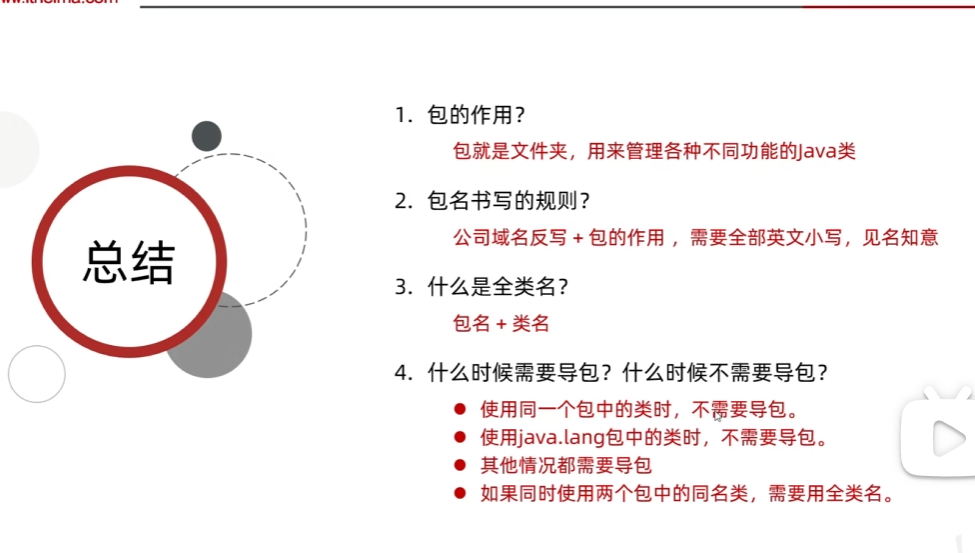 www.itheima.com
总结
1. 包的作用？
包就是文件夹，用来管理各种不同功能的Java类
2. 包名书写的规则？
公司域名反写 + 包的作用 ，需要全部英文小写，见名知意
3. 什么是全类名？
包名 + 类名
4. 什么时候需要导包？什么时候不需要导包？
● 使用同一个包中的类时，不需要导包。
● 使用java.lang包中的类时，不需要导包。
● 其他情况都需要导包
● 如果同时使用两个包中的同名类，需要用全类名。